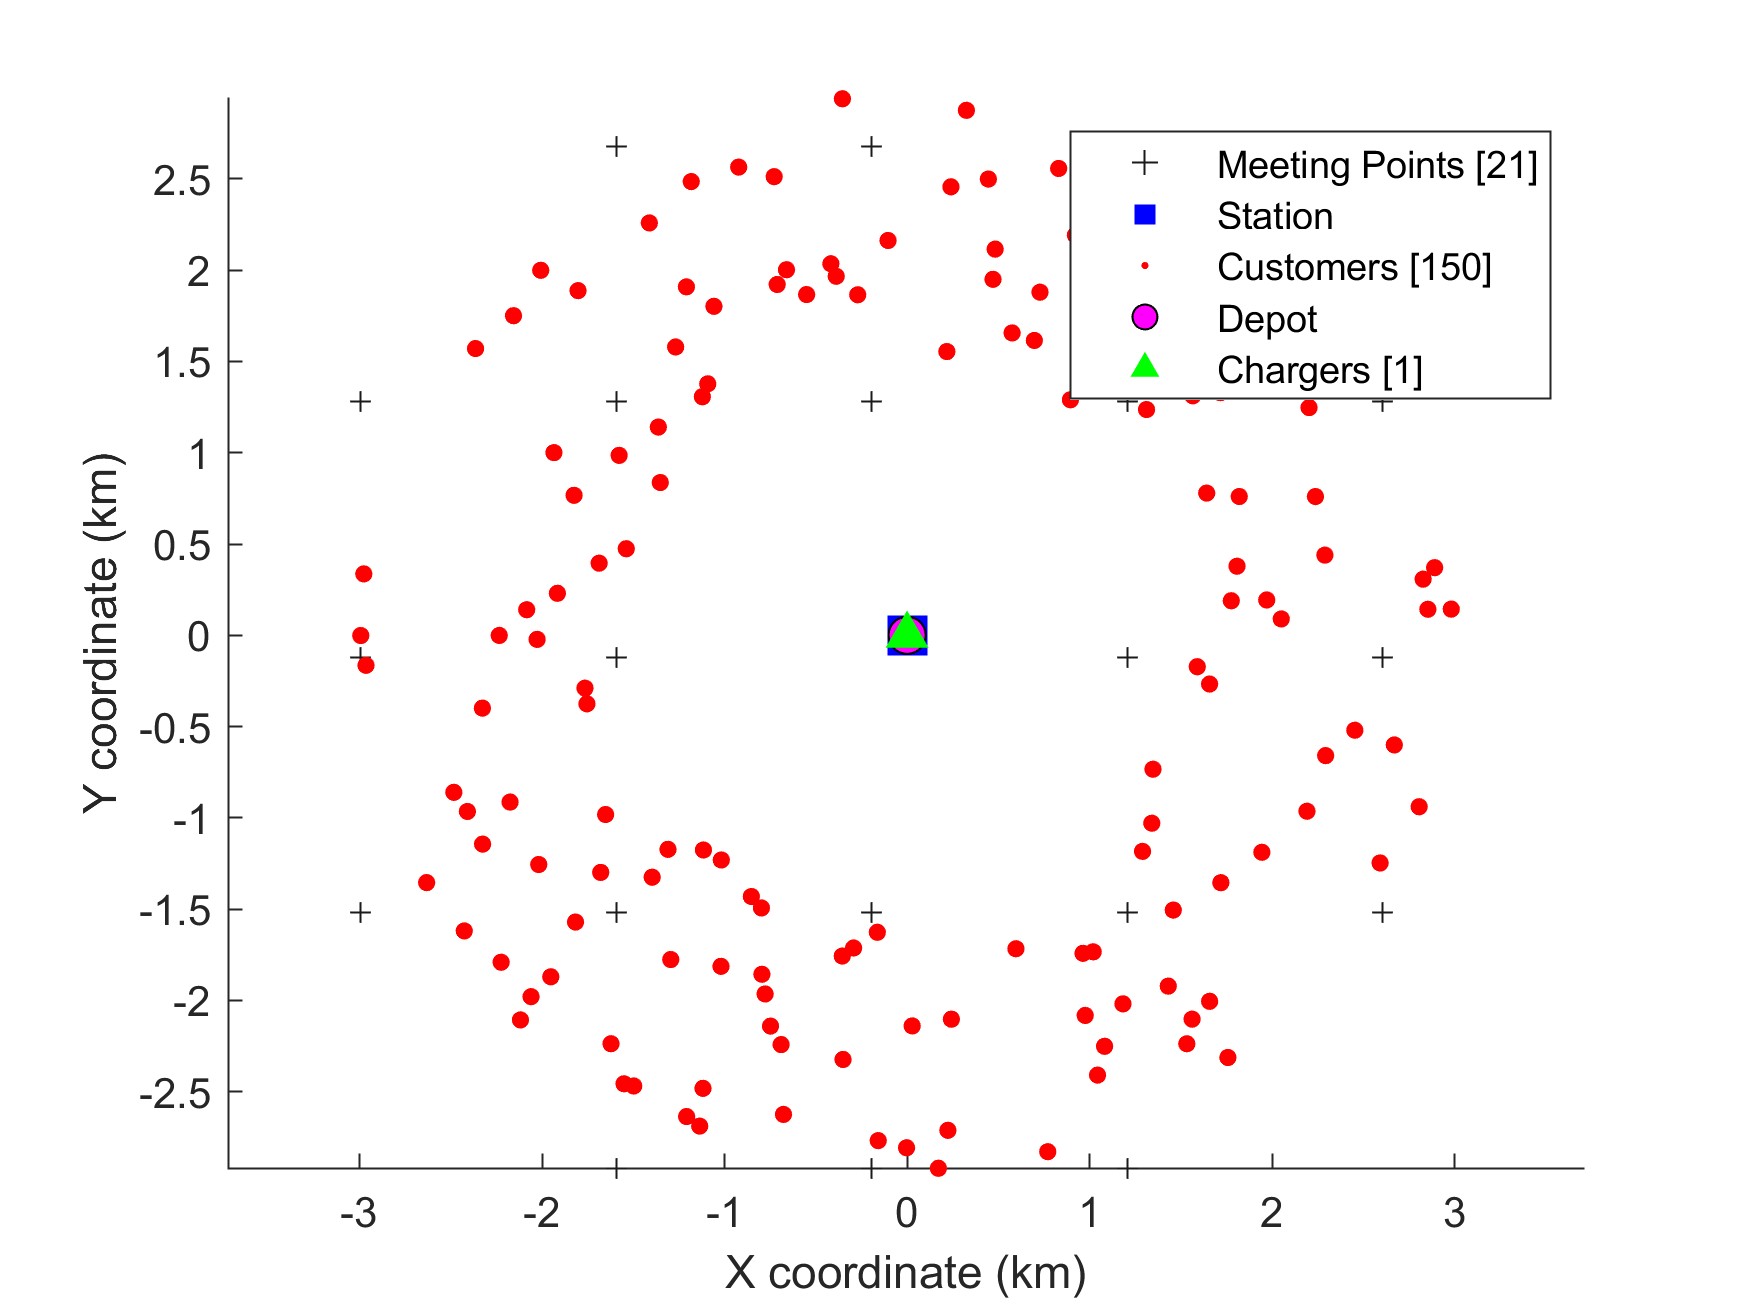 Meeting Points [21]
Station
Customers [150]
Depot
Chargers [1]
2.5
2
1.5
1
0.5
0
-0.5
-1
-1.5
-2
-2.5
Y coordinate (km)
-3 -2 -1 0 1 2 3
X coordinate (km)